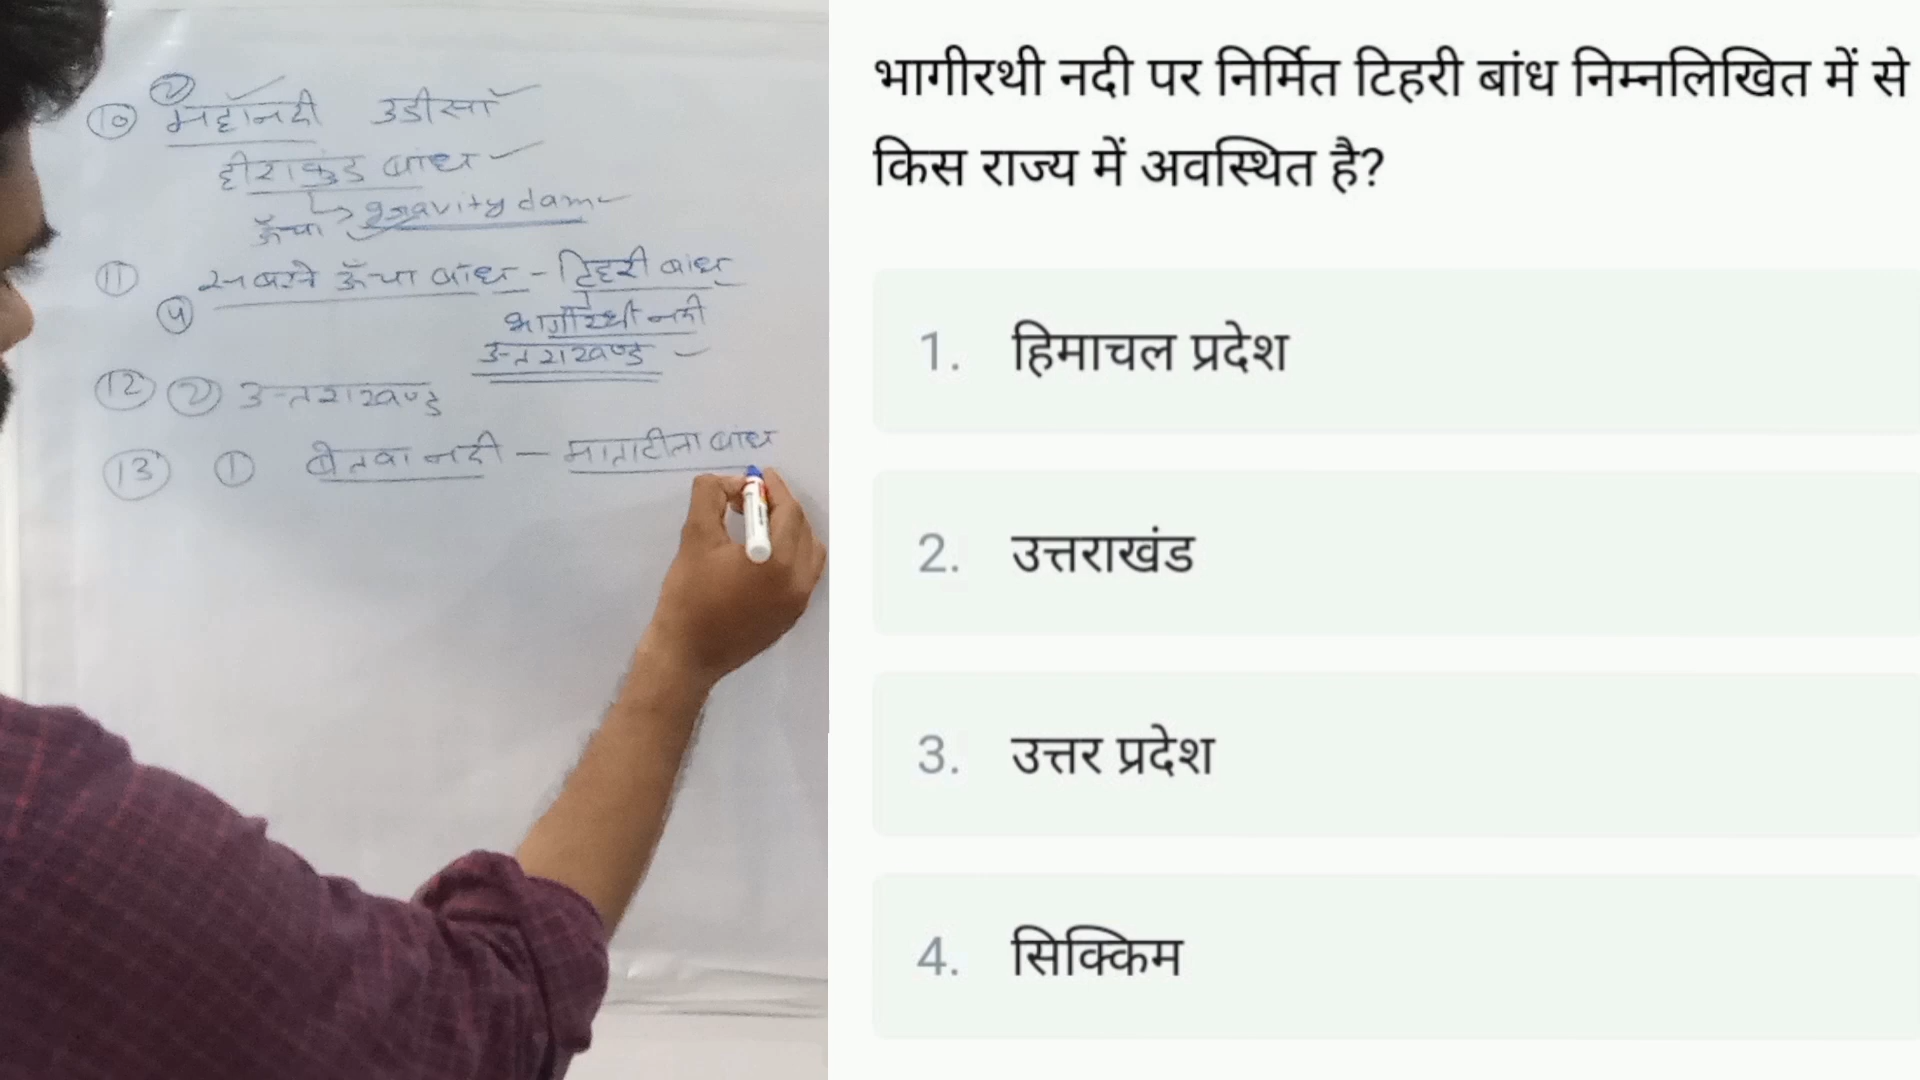 ② 
⑩ महानदी उडीसा
हीराकुंड बांध
ऊँचा → gravity dam
⑪ सबसे ऊँचा बांध - टिहरी बांध
④ भागीरथी नदी
उत्तराखण्ड
⑫ ② उत्तराखण्ड
⑬ ① बेतवा नदी – माताटीला बांध
भागीरथी नदी पर निर्मित टिहरी बांध निम्नलिखित में से
किस राज्य में अवस्थित है?
1. हिमाचल प्रदेश
2. उत्तराखंड
3. उत्तर प्रदेश
4. सिक्किम